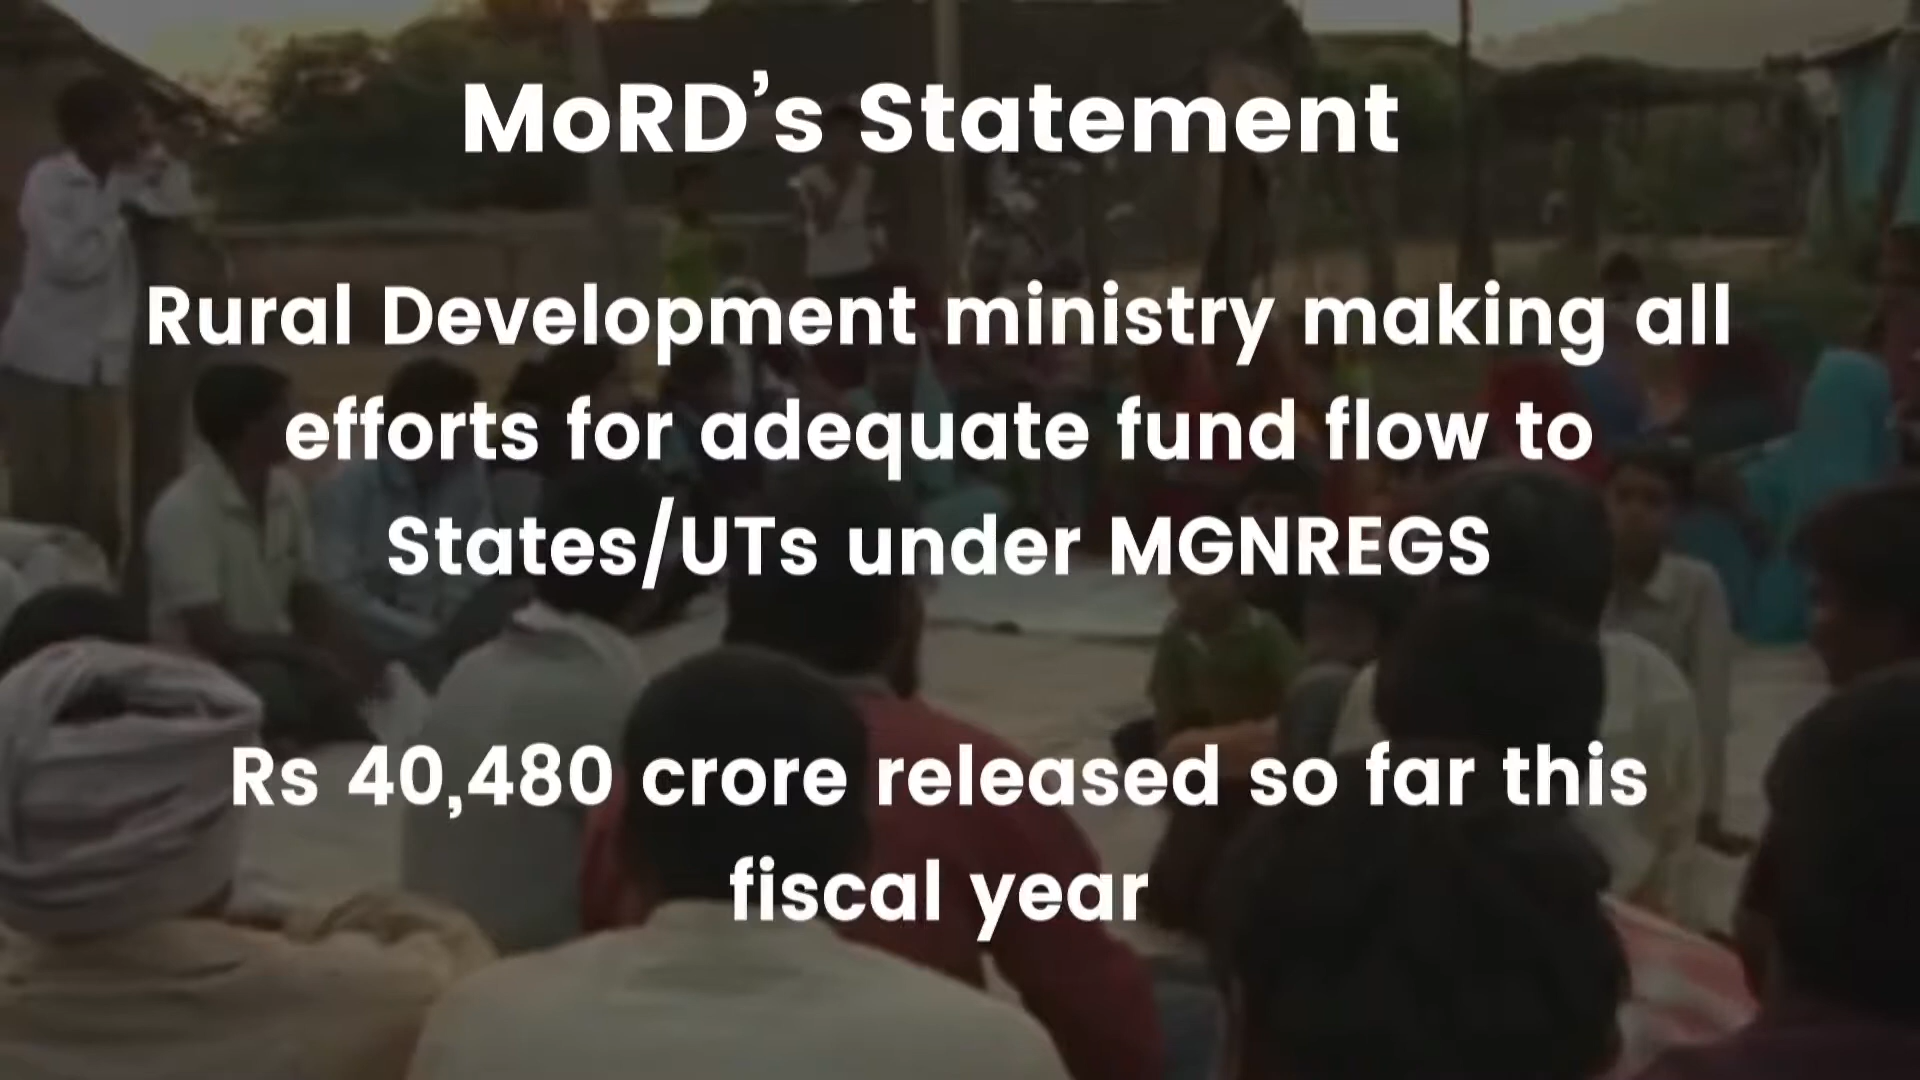 MoRD’s Statement
Rural Development ministry making all
efforts for adequate fund flow to
States/UTs under MGNREGS
Rs 40,480 crore released so far this
fiscal year